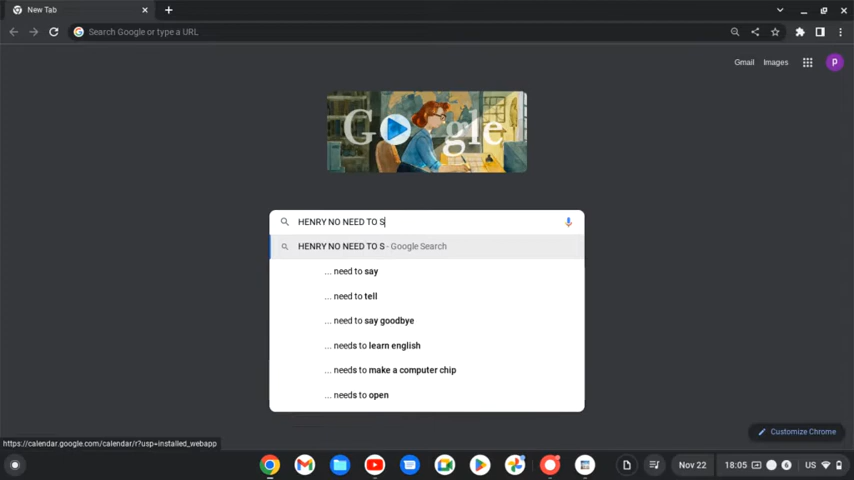 New Tab
Search Google or type a URL
Gmail Images p
G gle
HENRY NO NEED TO S
HENRY NO NEED TO S - Google Search
... need to say
... need to tell
... need to say goodbye
... needs to learn english
... needs to make a computer chip
... needs to open
https://calendar.google.com/calendar/r?usp=installed_webapp
Customize Chrome
Nov 22 18:05 6 US